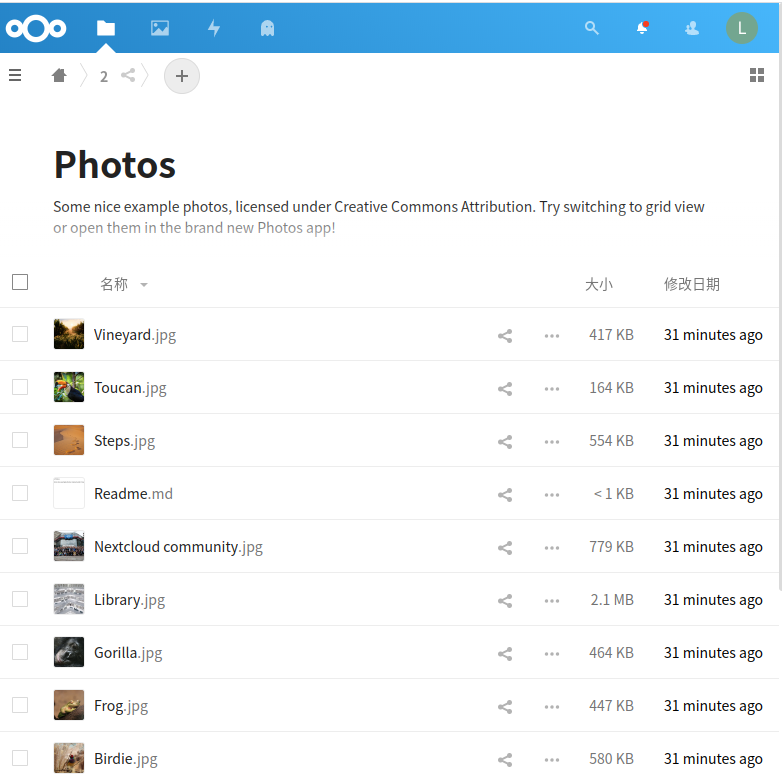 L
2
+
Photos
Some nice example photos, licensed under Creative Commons Attribution. Try switching to grid view
or open them in the brand new Photos app!
名称 大小 修改日期
Vineyard.jpg 417 KB 31 minutes ago
Toucan.jpg 164 KB 31 minutes ago
Steps.jpg 554 KB 31 minutes ago
Readme.md < 1 KB 31 minutes ago
Nextcloud community.jpg 779 KB 31 minutes ago
Library.jpg 2.1 MB 31 minutes ago
Gorilla.jpg 464 KB 31 minutes ago
Frog.jpg 447 KB 31 minutes ago
Birdie.jpg 580 KB 31 minutes ago